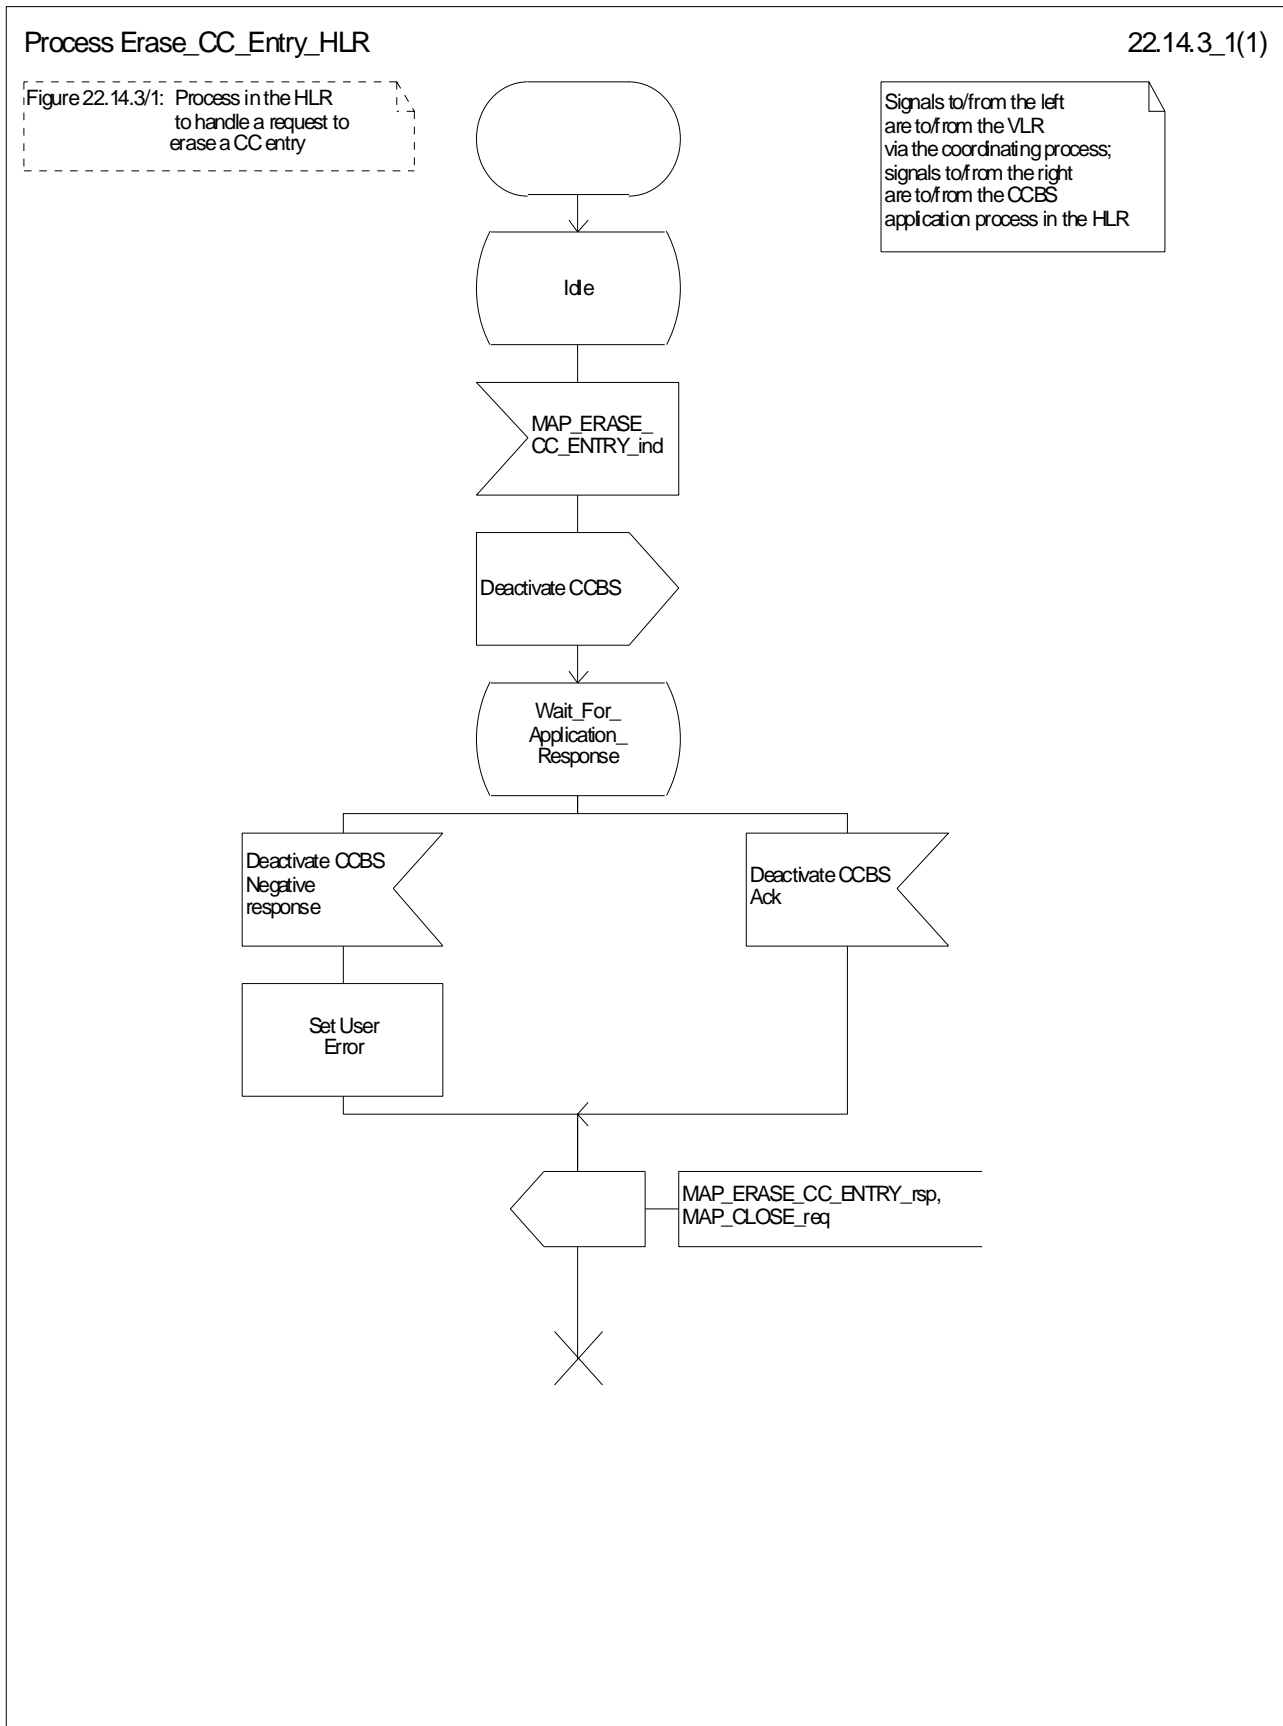 Process Erase_CC_Entry_HLR
22.14.3_1(1)
Figure 22.14.3/1: Process in the HLR
to handle a request to
erase a CC entry
Signals to/from the left
are to/from the VLR
via the coordinating process;
signals to/from the right
are to/from the CCBS
application process in the HLR
Idle
MAP_ERASE_
CC_ENTRY_ind
Deactivate CCBS
Wait_For_
Application_
Response
Deactivate CCBS
Negative
response
Deactivate CCBS
Ack
Set User
Error
MAP_ERASE_CC_ENTRY_rsp,
MAP_CLOSE_req